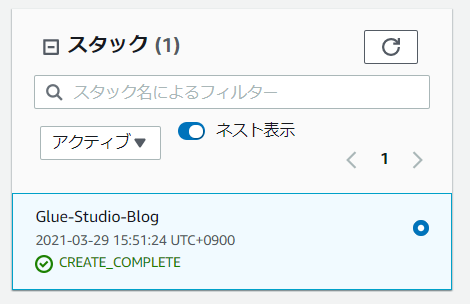 スタック (1)
スタック名によるフィルター
アクティブ
ネスト表示
1
Glue-Studio-Blog
2021-03-29 15:51:24 UTC+0900
CREATE_COMPLETE